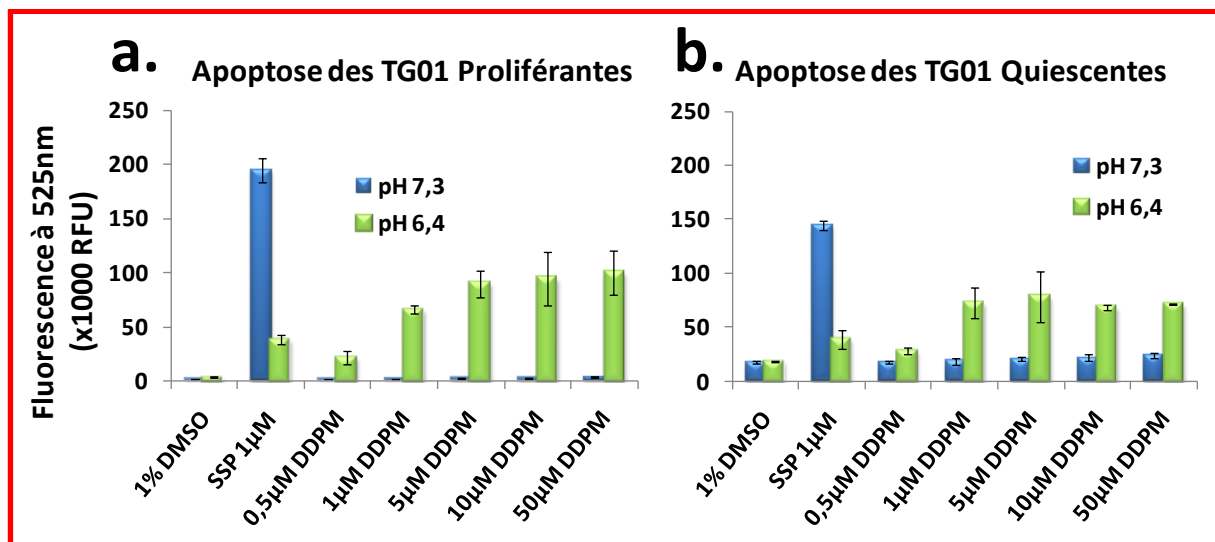 a. Apoptose des TG01 Proliférantes
Fluorescence à 525nm
(x1000 RFU)
250
200
150
100
50
0
pH 7,3
pH 6,4
1% DMSO
SSP 1µM
0,5µM DDPM
1µM DDPM
5µM DDPM
10µM DDPM
50µM DDPM
b. Apoptose des TG01 Quiescentes
250
200
150
100
50
0
pH 7,3
pH 6,4
1% DMSO
SSP 1µM
0,5µM DDPM
1µM DDPM
5µM DDPM
10µM DDPM
50µM DDPM